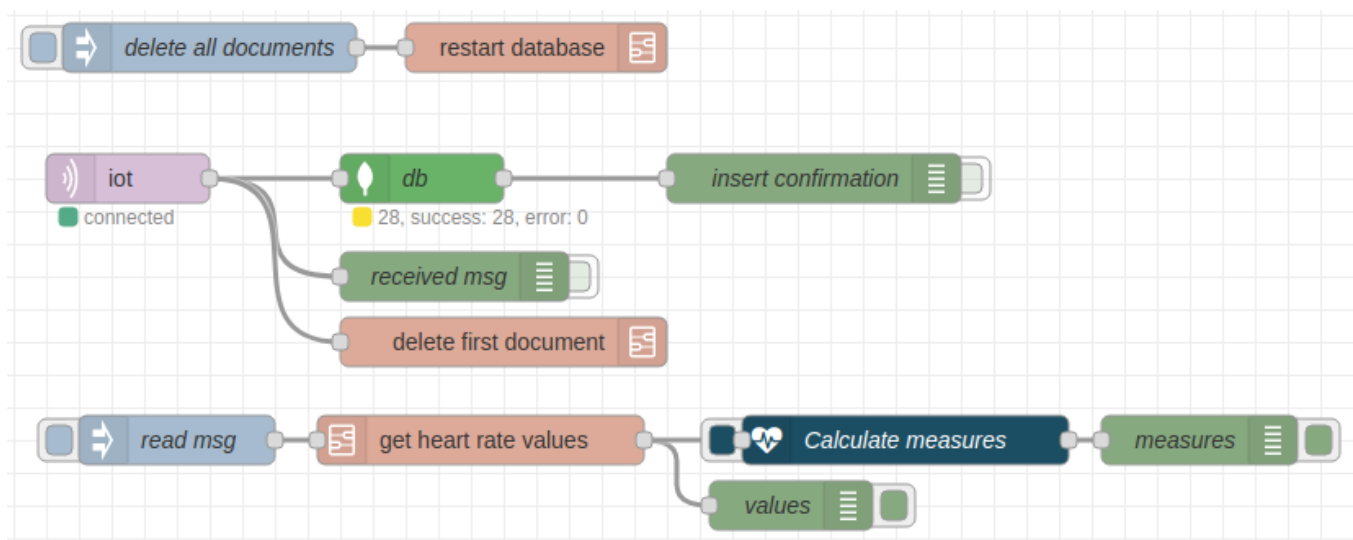 delete all documents
restart database
iot
db
insert confirmation
connected
28, success: 28, error: 0
received msg
delete first document
read msg
get heart rate values
Calculate measures
measures
values